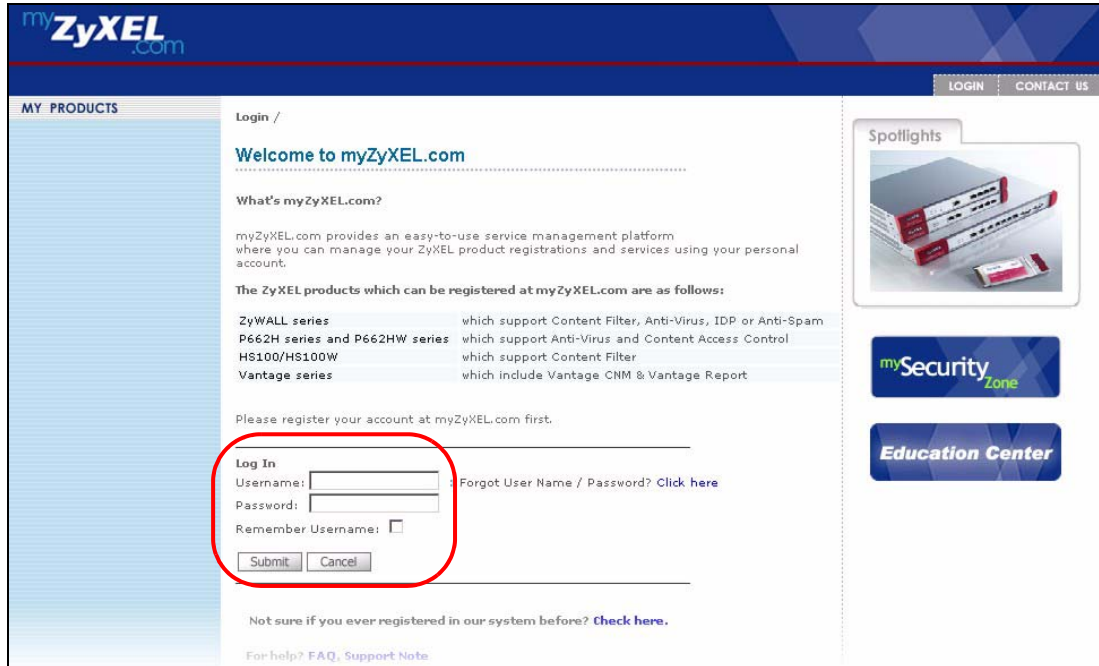 myZyXEL.com
LOGIN CONTACT US
MY PRODUCTS
Login /
Welcome to myZyXEL.com
What's myZyXEL.com?
myZyXEL.com provides an easy-to-use service management platform
where you can manage your ZyXEL product registrations and services using your personal
account.
The ZyXEL products which can be registered at myZyXEL.com are as follows:
ZyWALL series which support Content Filter, Anti-Virus, IDP or Anti-Spam
P662H series and P662HW series which support Anti-Virus and Content Access Control
HS100/HS100W which support Content Filter
Vantage series which include Vantage CNM & Vantage Report
Please register your account at myZyXEL.com first.
Log In
Username: : Forgot User Name / Password? Click here
Password:
Remember Username:
Submit Cancel
Not sure if you ever registered in our system before? Check here.
For help? FAQ, Support Note
Spotlights
mySecurity Zone
Education Center